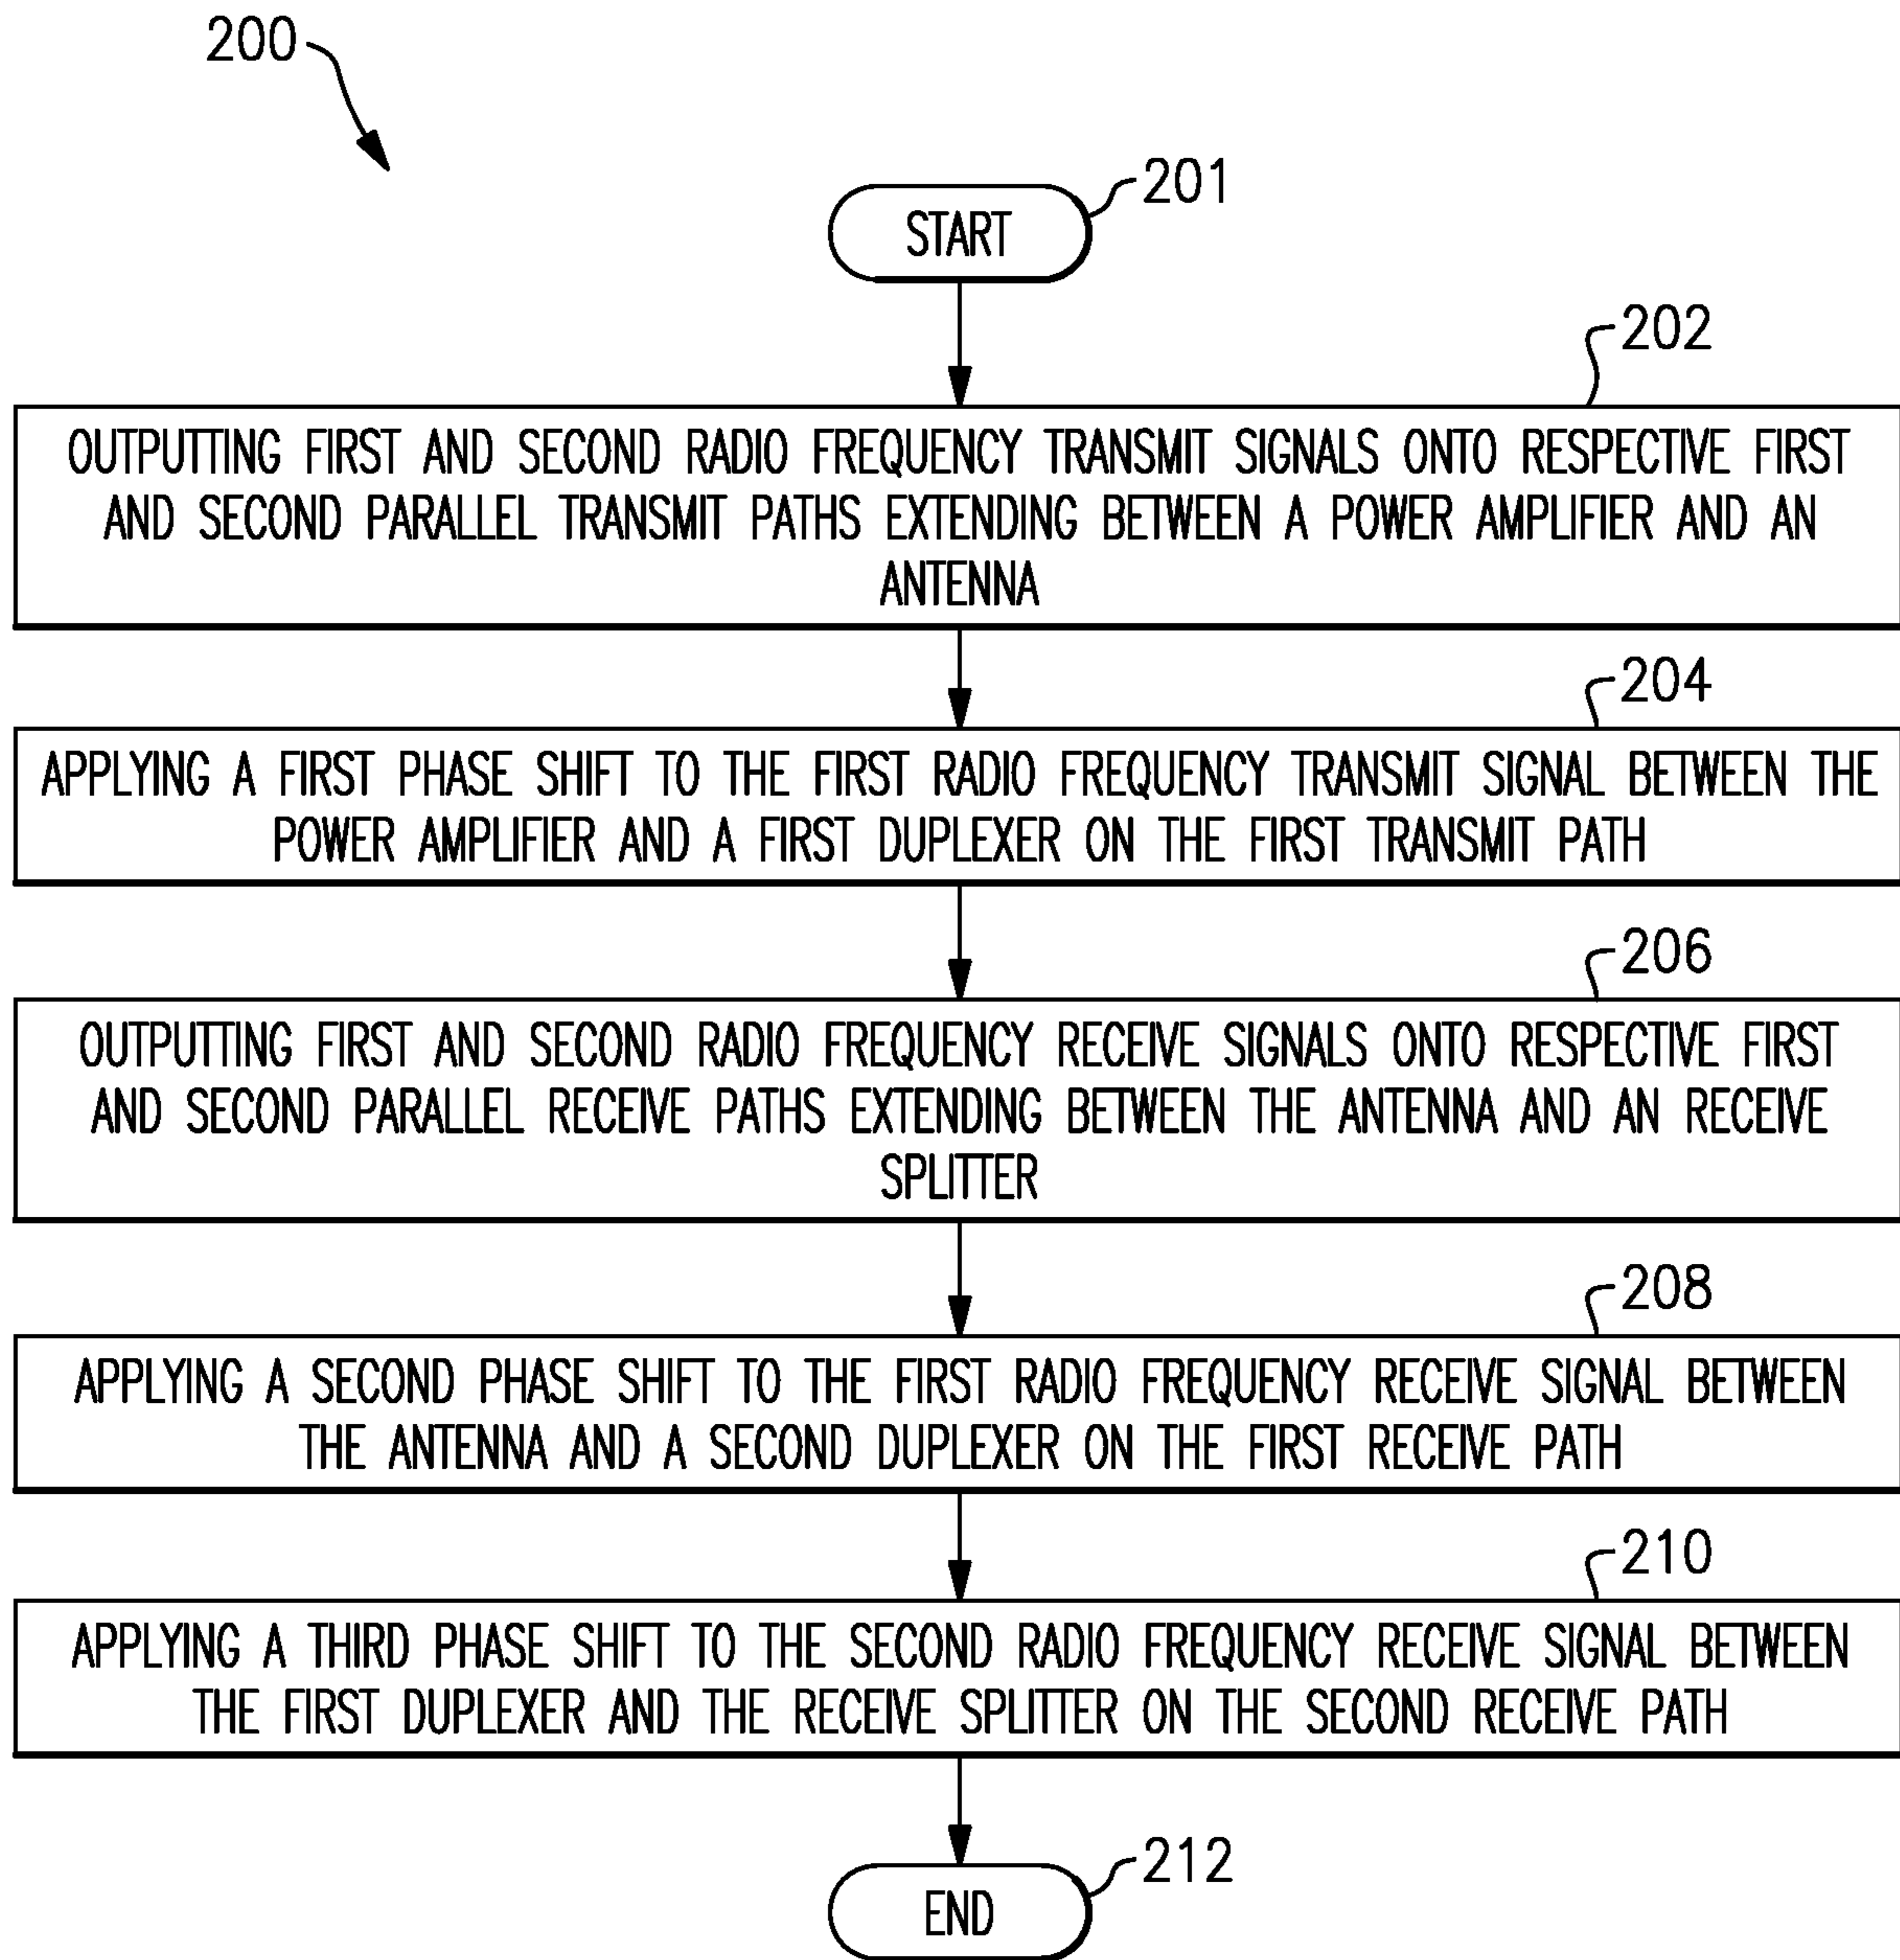 200
START
201
202
OUTPUTTING FIRST AND SECOND RADIO FREQUENCY TRANSMIT SIGNALS ONTO RESPECTIVE FIRST
AND SECOND PARALLEL TRANSMIT PATHS EXTENDING BETWEEN A POWER AMPLIFIER AND AN
ANTENNA
204
APPLYING A FIRST PHASE SHIFT TO THE FIRST RADIO FREQUENCY TRANSMIT SIGNAL BETWEEN THE
POWER AMPLIFIER AND A FIRST DUPLEXER ON THE FIRST TRANSMIT PATH
206
OUTPUTTING FIRST AND SECOND RADIO FREQUENCY RECEIVE SIGNALS ONTO RESPECTIVE FIRST
AND SECOND PARALLEL RECEIVE PATHS EXTENDING BETWEEN THE ANTENNA AND AN RECEIVE
SPLITTER
208
APPLYING A SECOND PHASE SHIFT TO THE FIRST RADIO FREQUENCY RECEIVE SIGNAL BETWEEN
THE ANTENNA AND A SECOND DUPLEXER ON THE FIRST RECEIVE PATH
210
APPLYING A THIRD PHASE SHIFT TO THE SECOND RADIO FREQUENCY RECEIVE SIGNAL BETWEEN
THE FIRST DUPLEXER AND THE RECEIVE SPLITTER ON THE SECOND RECEIVE PATH
212
END